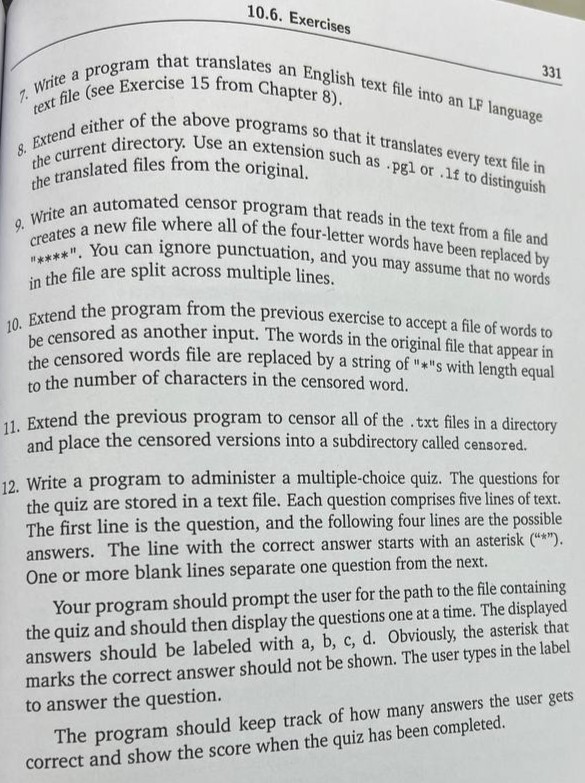 10.6. Exercises
331
7. Write a program that translates an English text file into an LF language
text file (see Exercise 15 from Chapter 8).
8. Extend either of the above programs so that it translates every text file in
the current directory. Use an extension such as .pgl or .lf to distinguish
the translated files from the original.
9. Write an automated censor program that reads in the text from a file and
creates a new file where all of the four-letter words have been replaced by
"****". You can ignore punctuation, and you may assume that no words
in the file are split across multiple lines.
10. Extend the program from the previous exercise to accept a file of words to
be censored as another input. The words in the original file that appear in
the censored words file are replaced by a string of "*"s with length equal
to the number of characters in the censored word.
11. Extend the previous program to censor all of the .txt files in a directory
and place the censored versions into a subdirectory called censored.
12. Write a program to administer a multiple-choice quiz. The questions for
the quiz are stored in a text file. Each question comprises five lines of text.
The first line is the question, and the following four lines are the possible
answers. The line with the correct answer starts with an asterisk (“*”).
One or more blank lines separate one question from the next.
Your program should prompt the user for the path to the file containing
the quiz and should then display the questions one at a time. The displayed
answers should be labeled with a, b, c, d. Obviously, the asterisk that
marks the correct answer should not be shown. The user types in the label
to answer the question.
The program should keep track of how many answers the user gets
correct and show the score when the quiz has been completed.